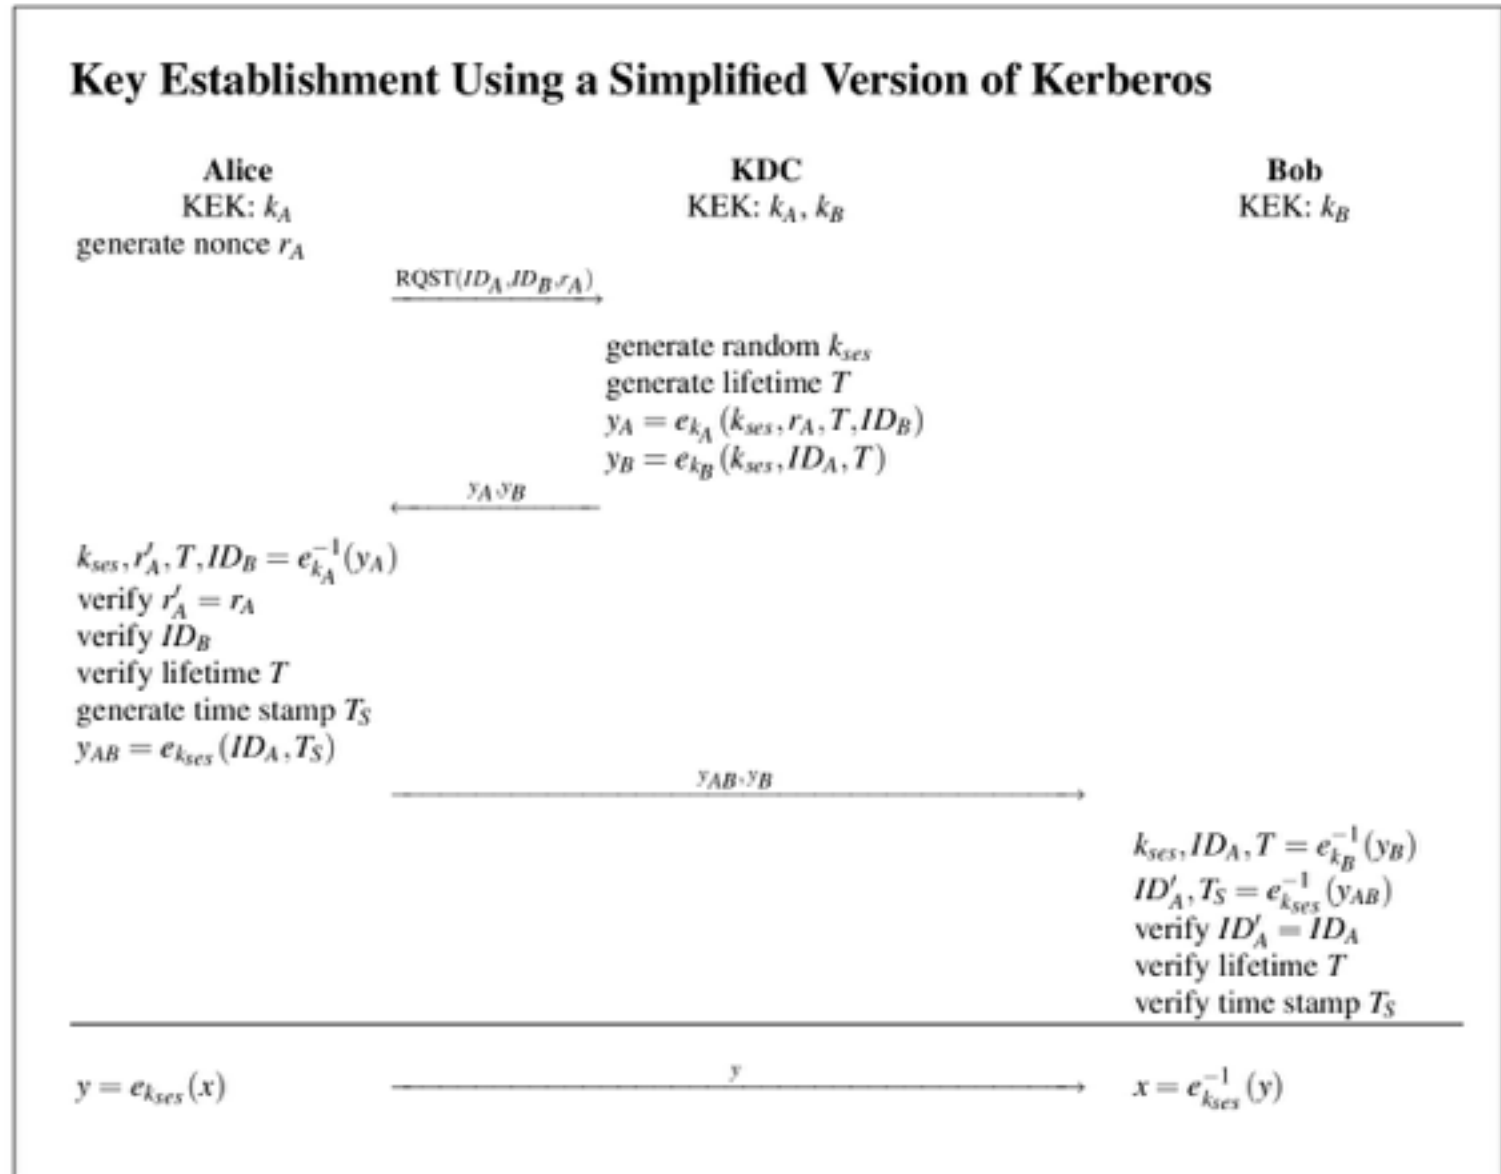 Key Establishment Using a Simplified Version of Kerberos
Alice KDC Bob
KEK: k_A KEK: k_A, k_B KEK: k_B
generate nonce r_A
RQST(ID_A,ID_B,r_A)
generate random k_ses
generate lifetime T
y_A = e_{k_A}(k_ses, r_A, T, ID_B)
y_B = e_{k_B}(k_ses, ID_A, T)
y_A,y_B
k_ses, r′_A, T, ID_B = e^{-1}_{k_A}(y_A)
verify r′_A = r_A
verify ID_B
verify lifetime T
generate time stamp T_S
y_AB = e_{k_ses}(ID_A, T_S)
y_AB,y_B
k_ses, ID_A, T = e^{-1}_{k_B}(y_B)
ID′_A, T_S = e^{-1}_{k_ses}(y_AB)
verify ID′_A = ID_A
verify lifetime T
verify time stamp T_S
y = e_{k_ses}(x) y x = e^{-1}_{k_ses}(y)